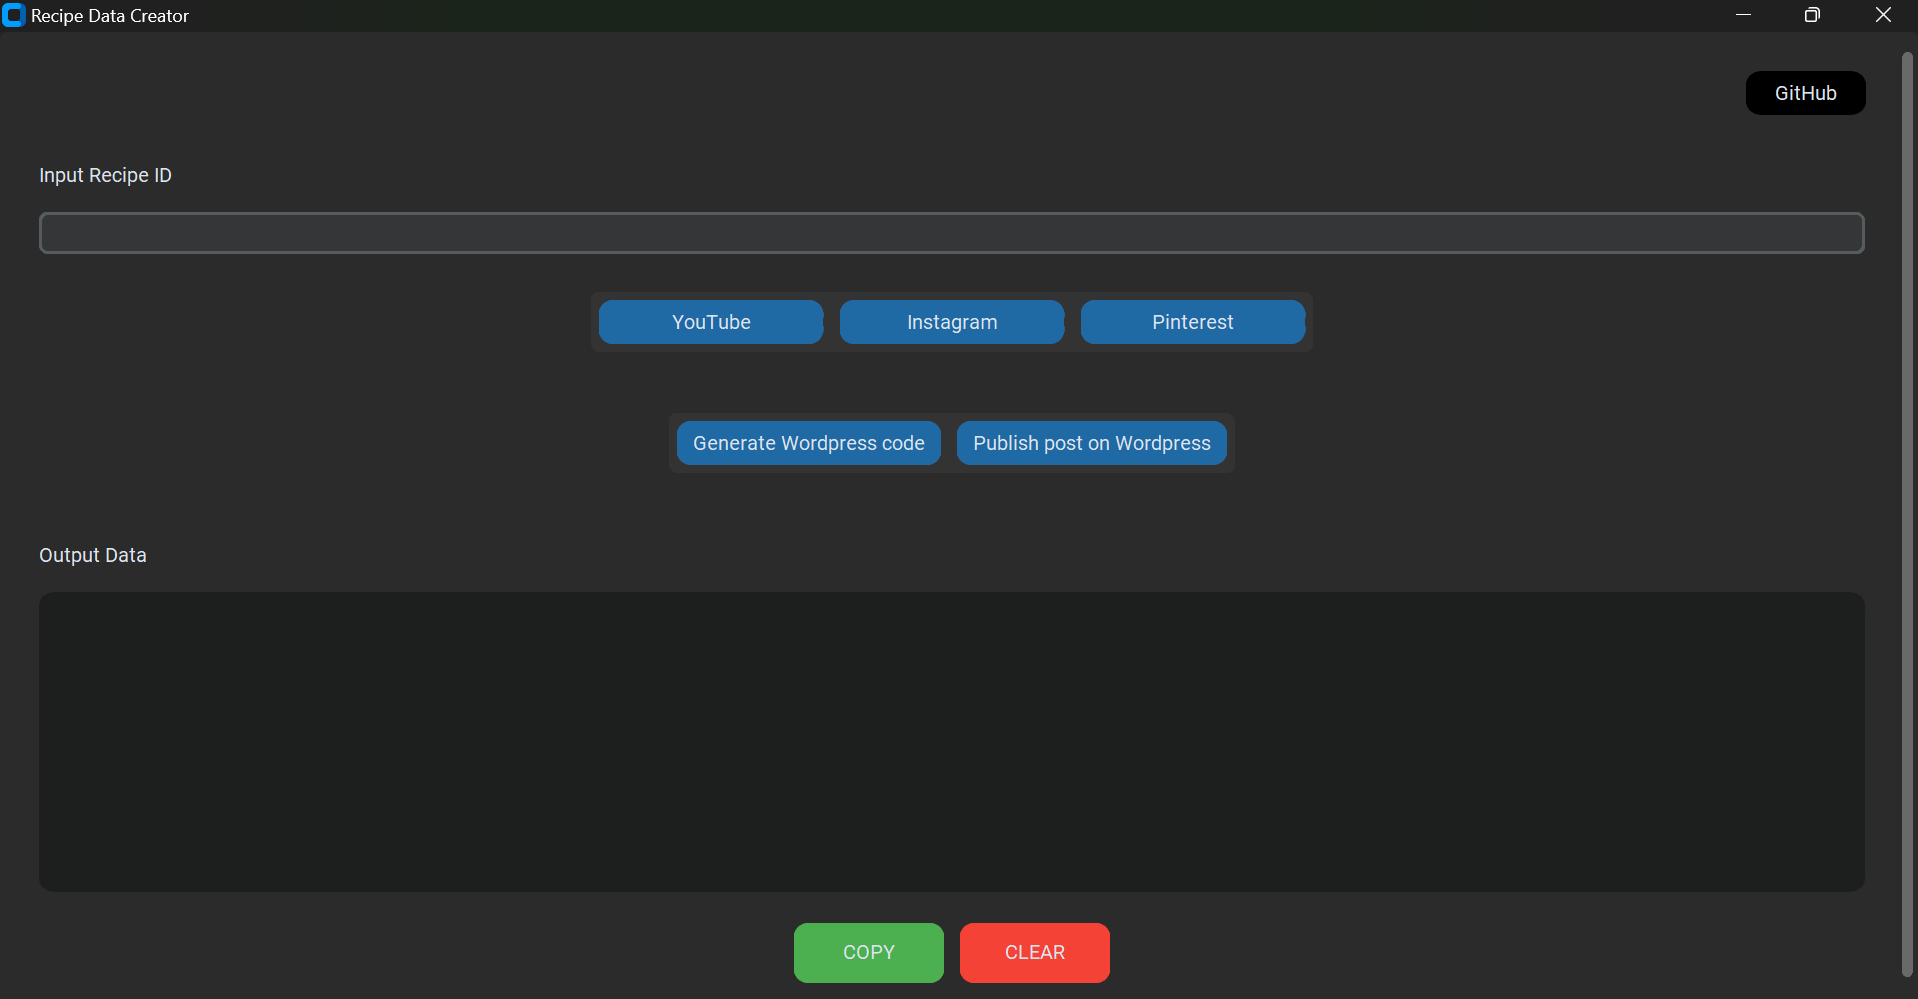 Recipe Data Creator
GitHub
Input Recipe ID
YouTube Instagram Pinterest
Generate Wordpress code Publish post on Wordpress
Output Data
COPY CLEAR